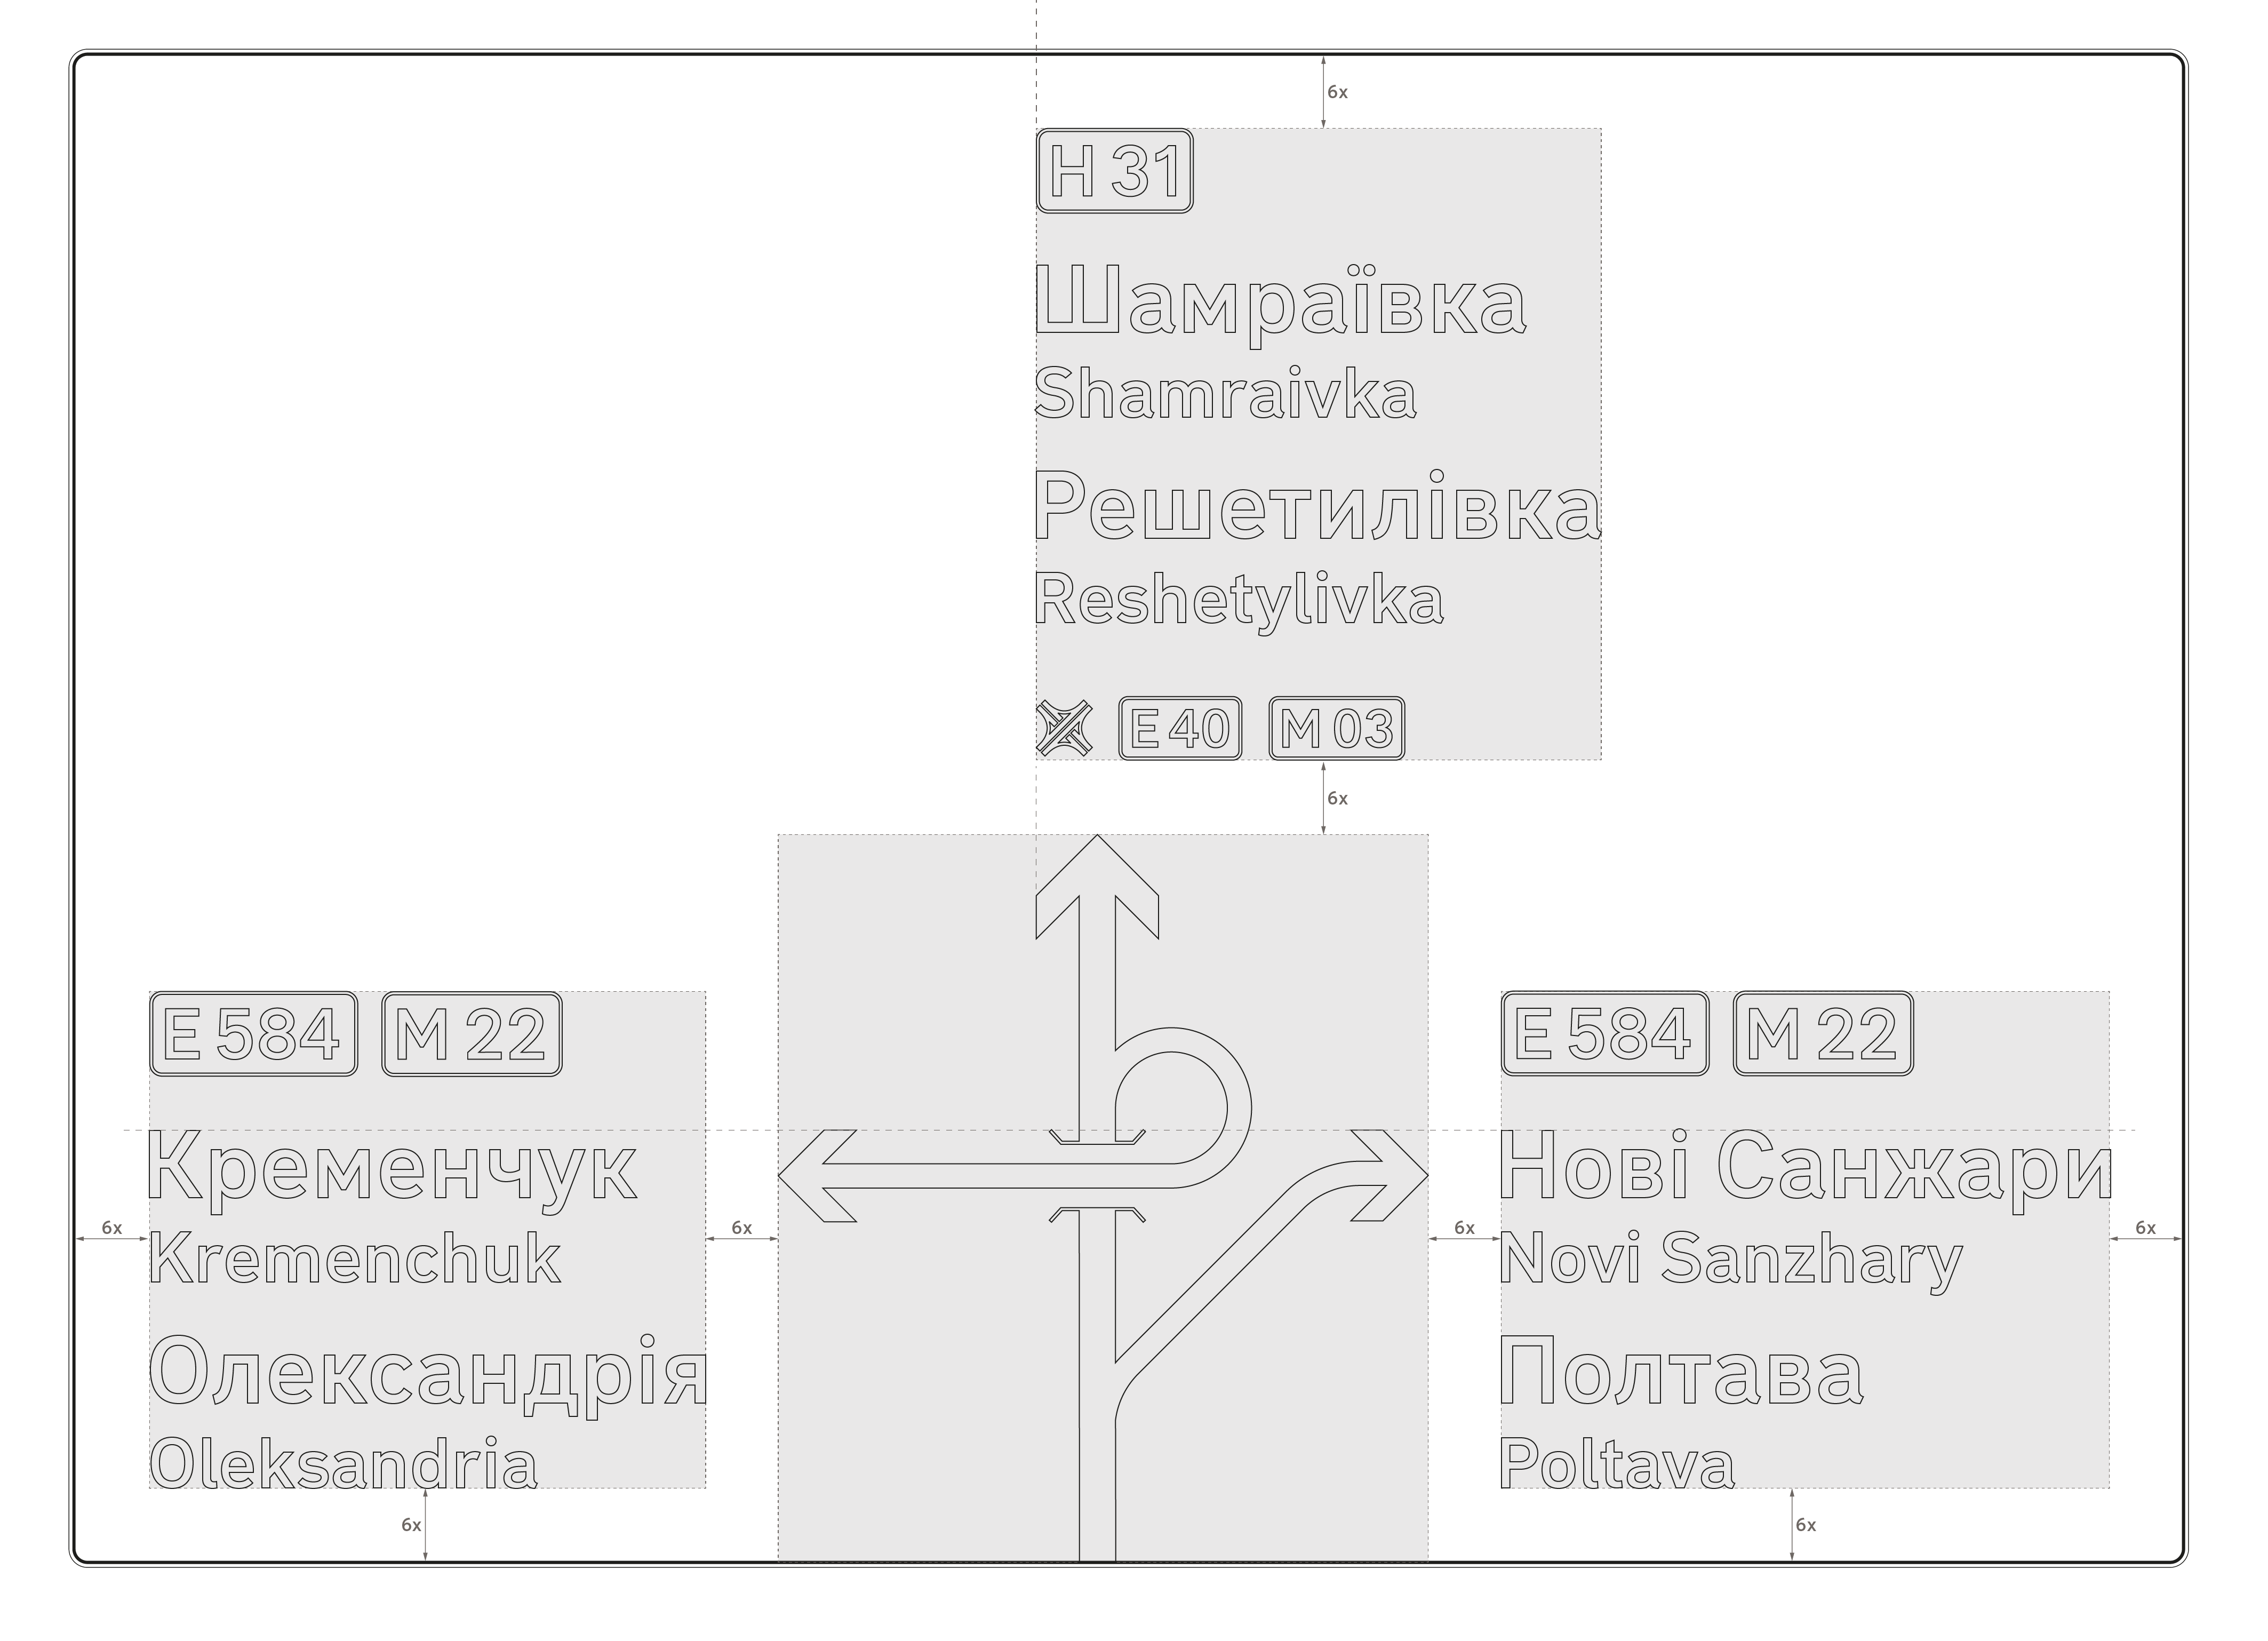 6x
Н 31
Шамраївка
Shamraivka
Решетилівка
Reshetylivka
E 40 М 03
6x
E 584 М 22
Кременчук
Kremenchuk
Олександрія
Oleksandria
E 584 М 22
Нові Санжари
Novi Sanzhary
Полтава
Poltava
6x 6x 6x 6x
6x 6x